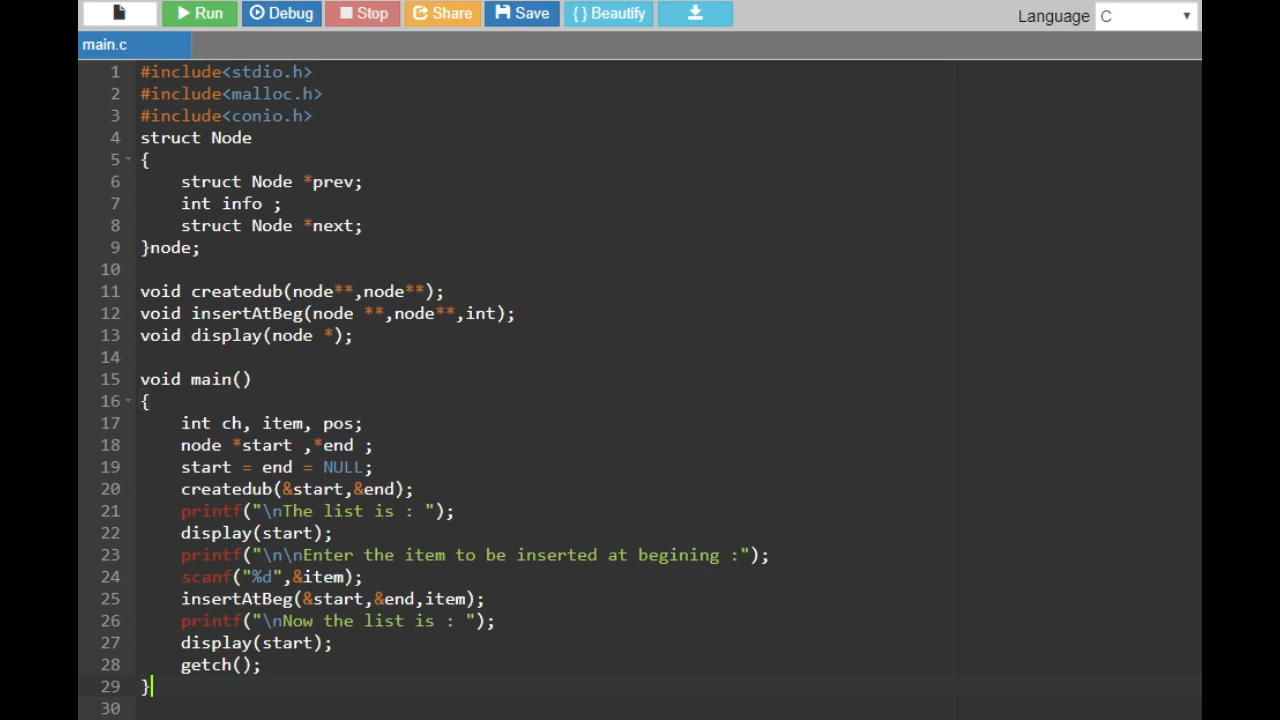 Run Debug Stop Share Save { } Beautify Language C
main.c
1 #include<stdio.h>
2 #include<malloc.h>
3 #include<conio.h>
4 struct Node
5 {
6     struct Node *prev;
7     int info ;
8     struct Node *next;
9 }node;
10
11 void createdub(node**,node**);
12 void insertAtBeg(node **,node**,int);
13 void display(node *);
14
15 void main()
16 {
17     int ch, item, pos;
18     node *start ,*end ;
19     start = end = NULL;
20     createdub(&start,&end);
21     printf("\nThe list is : ");
22     display(start);
23     printf("\n\nEnter the item to be inserted at begining :");
24     scanf("%d",&item);
25     insertAtBeg(&start,&end,item);
26     printf("\nNow the list is : ");
27     display(start);
28     getch();
29 }
30